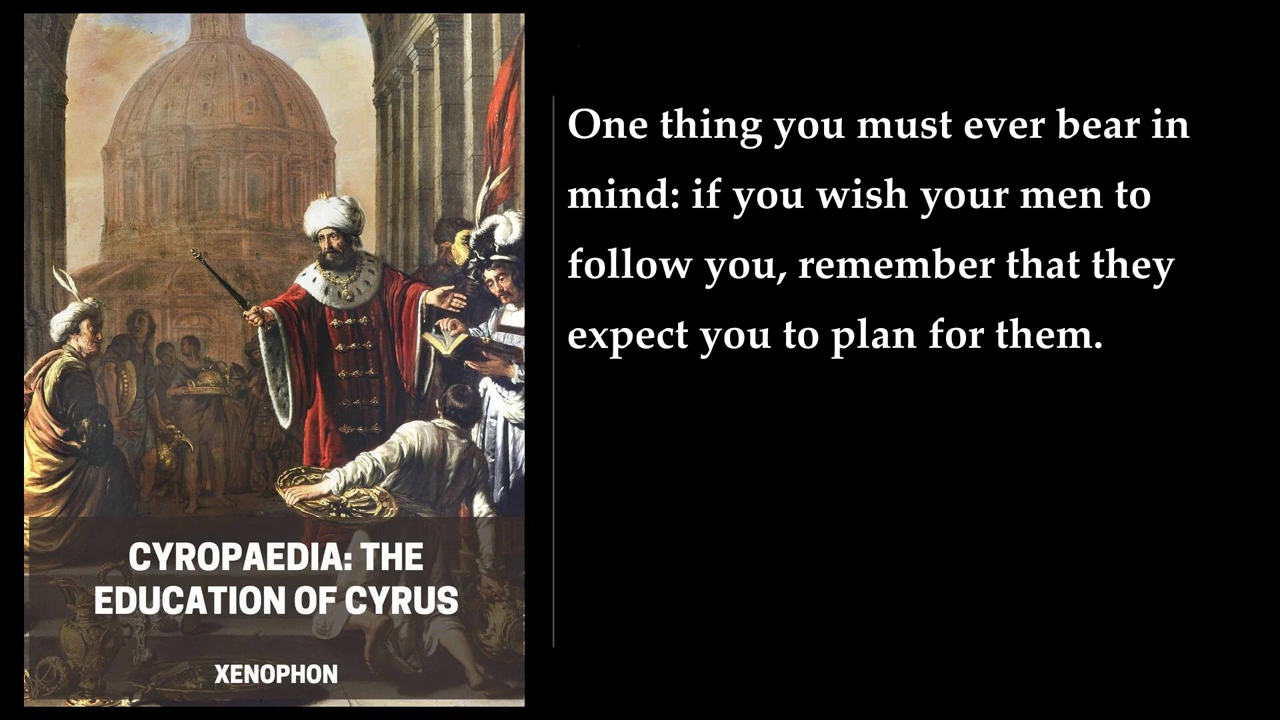 CYROPAEDIA: THE
EDUCATION OF CYRUS
XENOPHON
One thing you must ever bear in
mind: if you wish your men to
follow you, remember that they
expect you to plan for them.